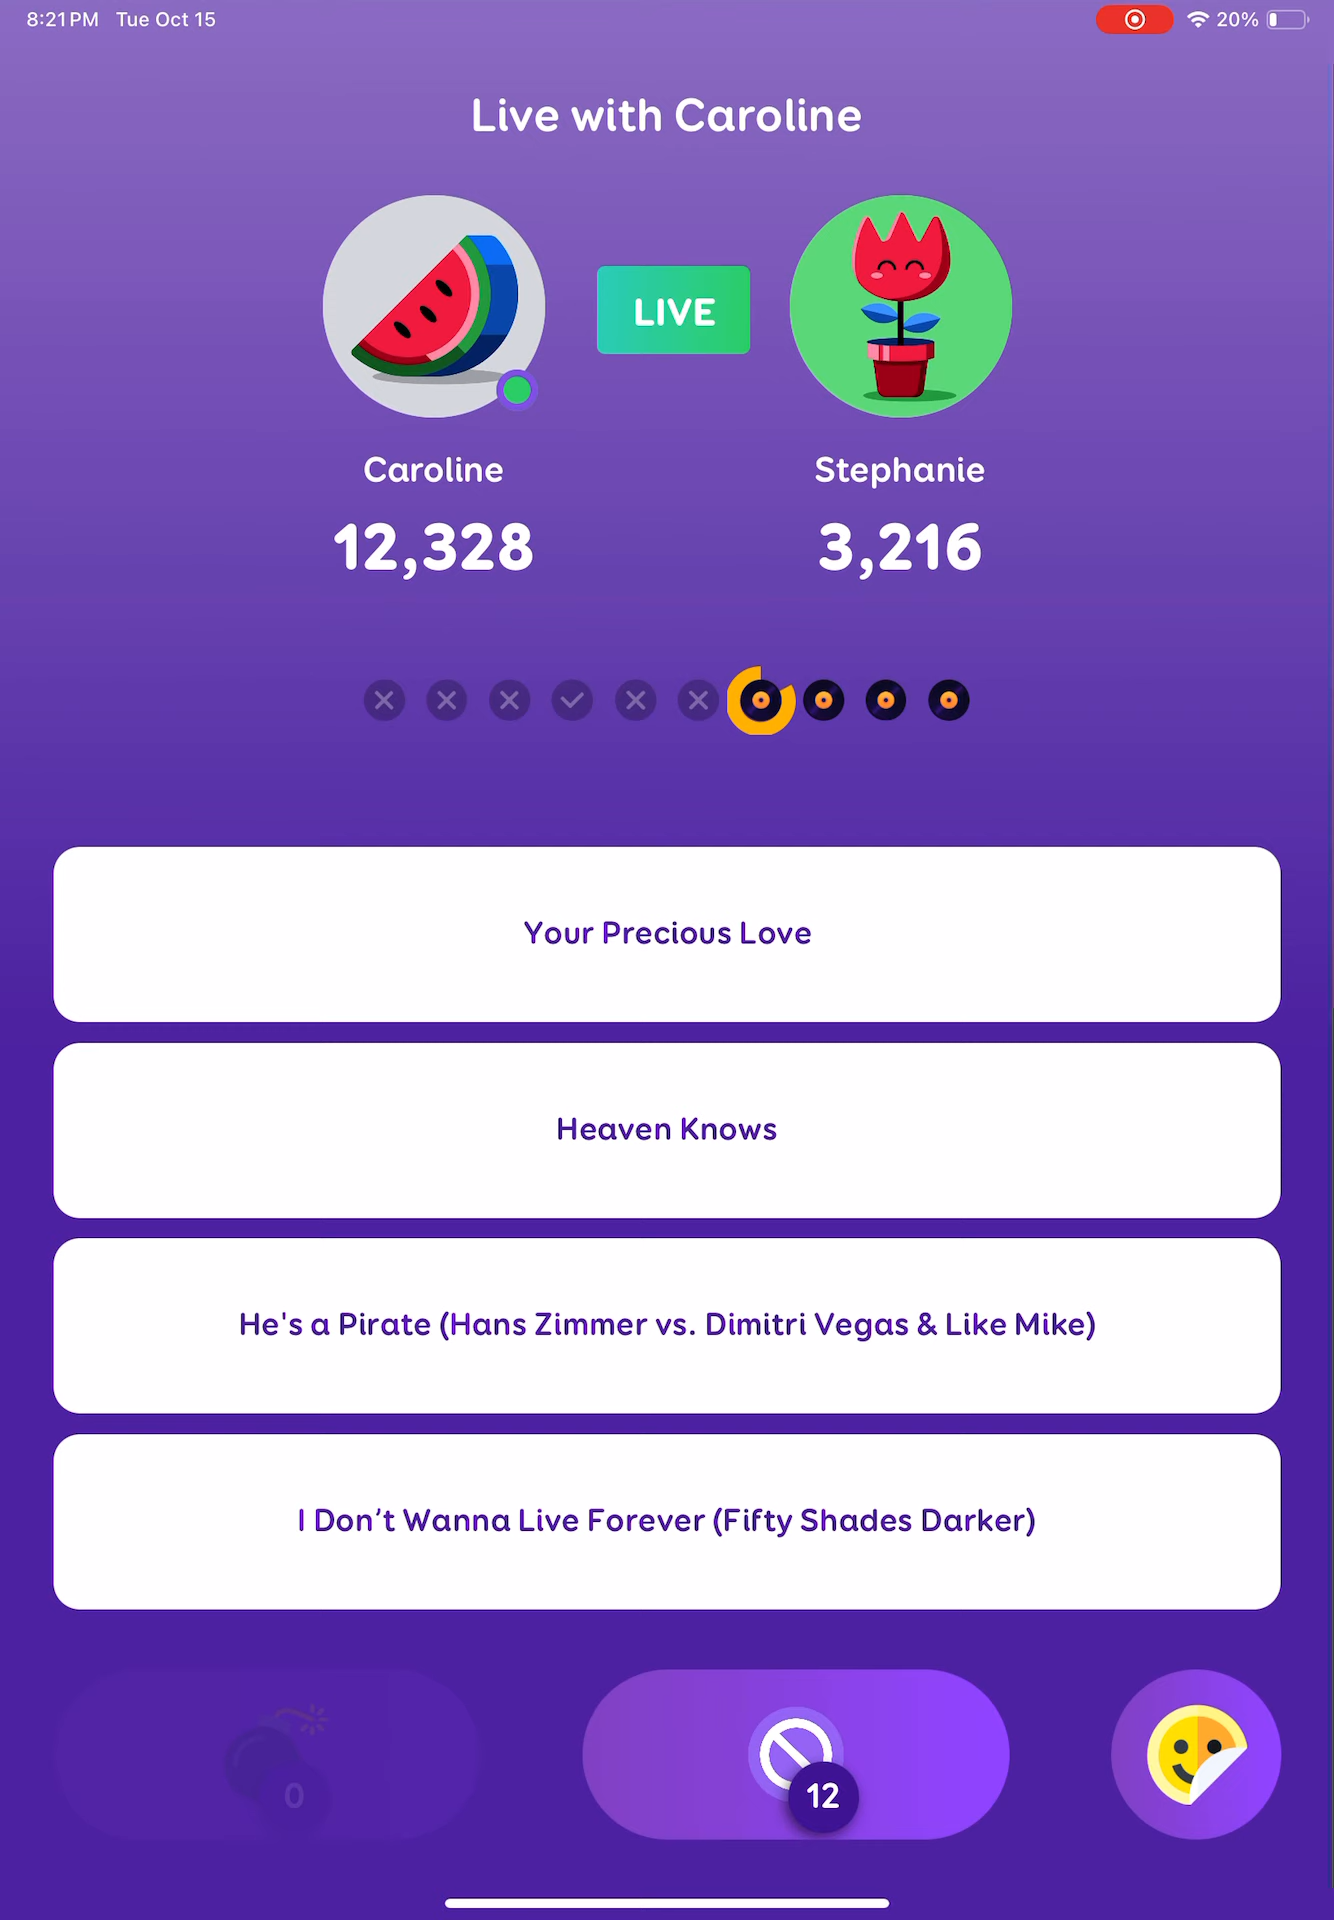 8:21 PM Tue Oct 15
20%
Live with Caroline
LIVE
Caroline
Stephanie
12,328
3,216
Your Precious Love
Heaven Knows
He's a Pirate (Hans Zimmer vs. Dimitri Vegas & Like Mike)
I Don't Wanna Live Forever (Fifty Shades Darker)
0
12